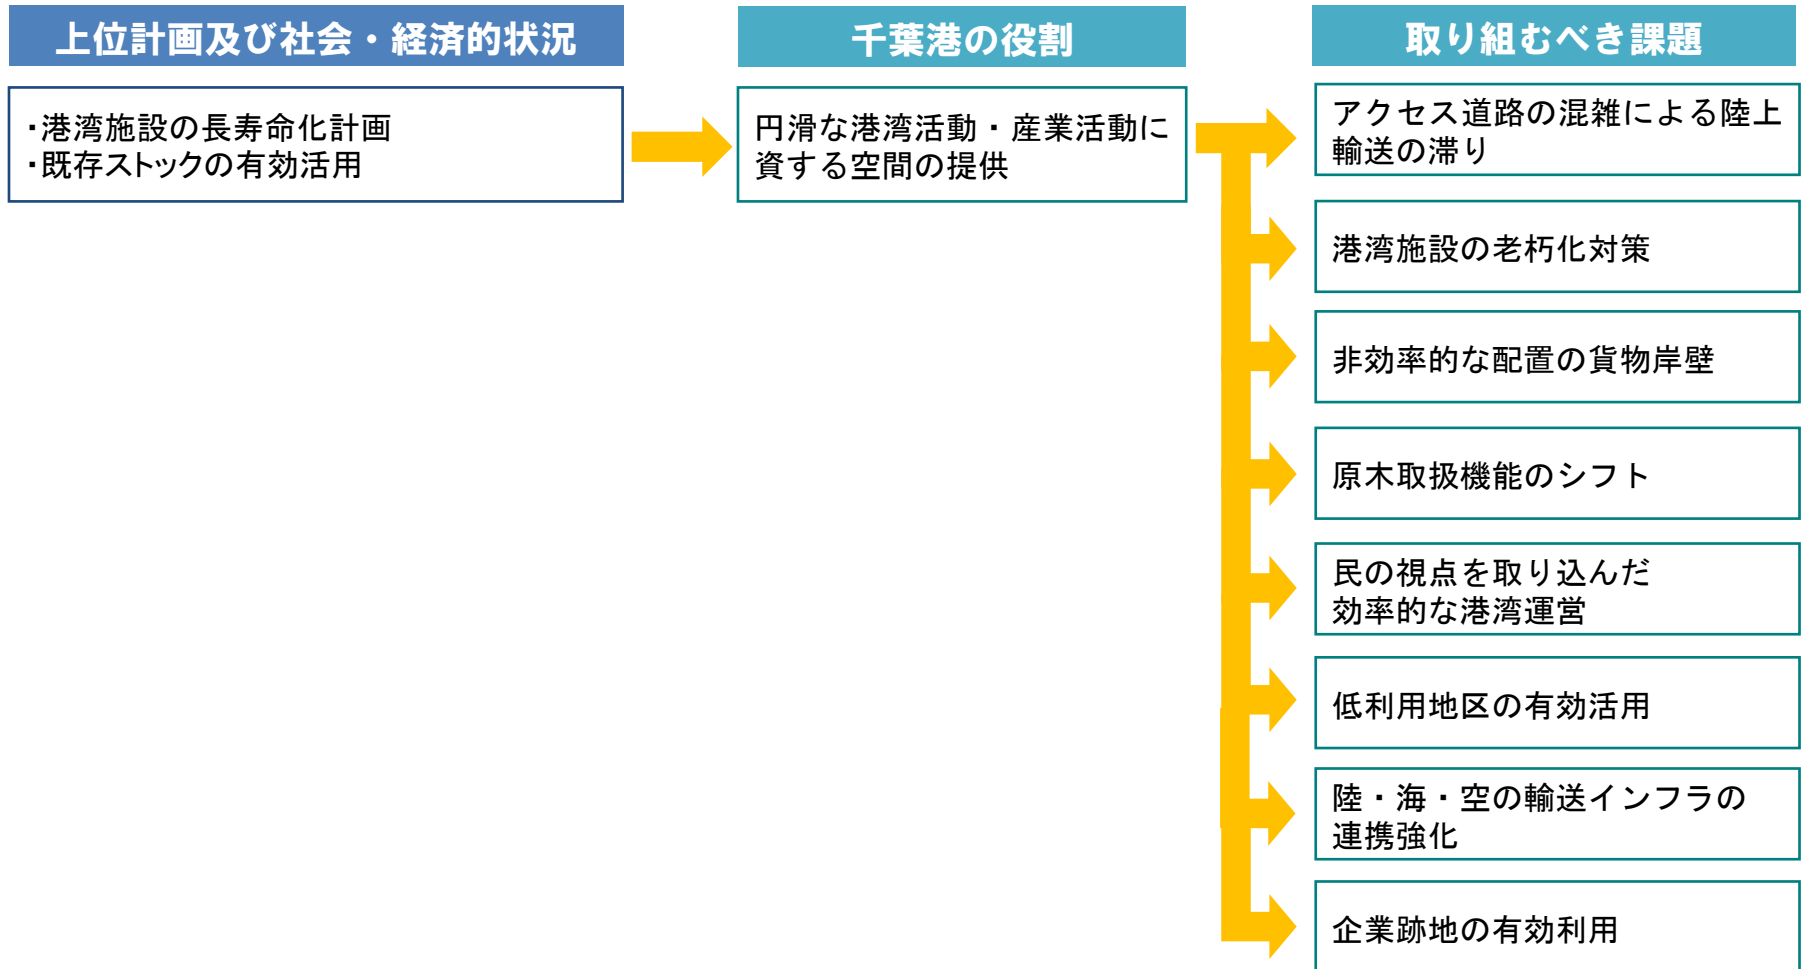 上位計画及び社会・経済的状況
千葉港の役割
取り組むべき課題
・港湾施設の長寿命化計画
・既存ストックの有効活用
円滑な港湾活動・産業活動に
資する空間の提供
アクセス道路の混雑による陸上
輸送の滞り
港湾施設の老朽化対策
非効率的な配置の貨物岸壁
原木取扱機能のシフト
民の視点を取り込んだ
効率的な港湾運営
低利用地区の有効活用
陸・海・空の輸送インフラの
連携強化
企業跡地の有効利用